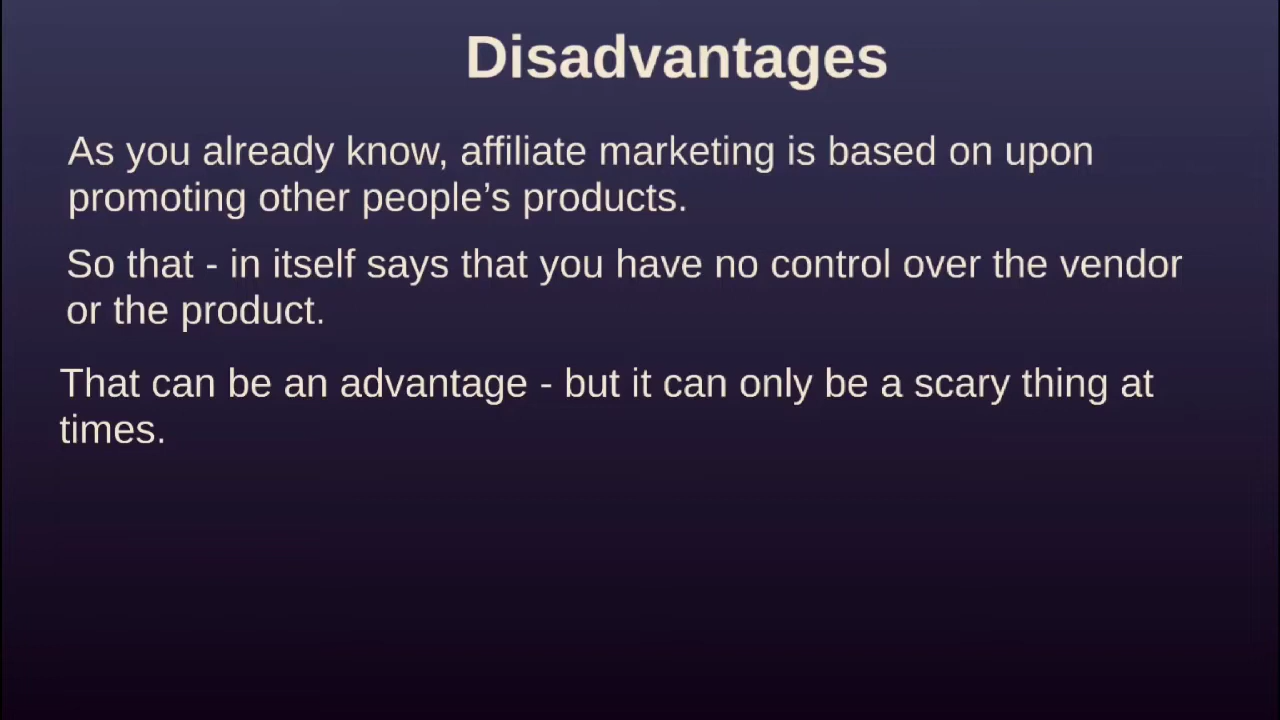 Disadvantages
As you already know, affiliate marketing is based on upon
promoting other people’s products.
So that - in itself says that you have no control over the vendor
or the product.
That can be an advantage - but it can only be a scary thing at
times.